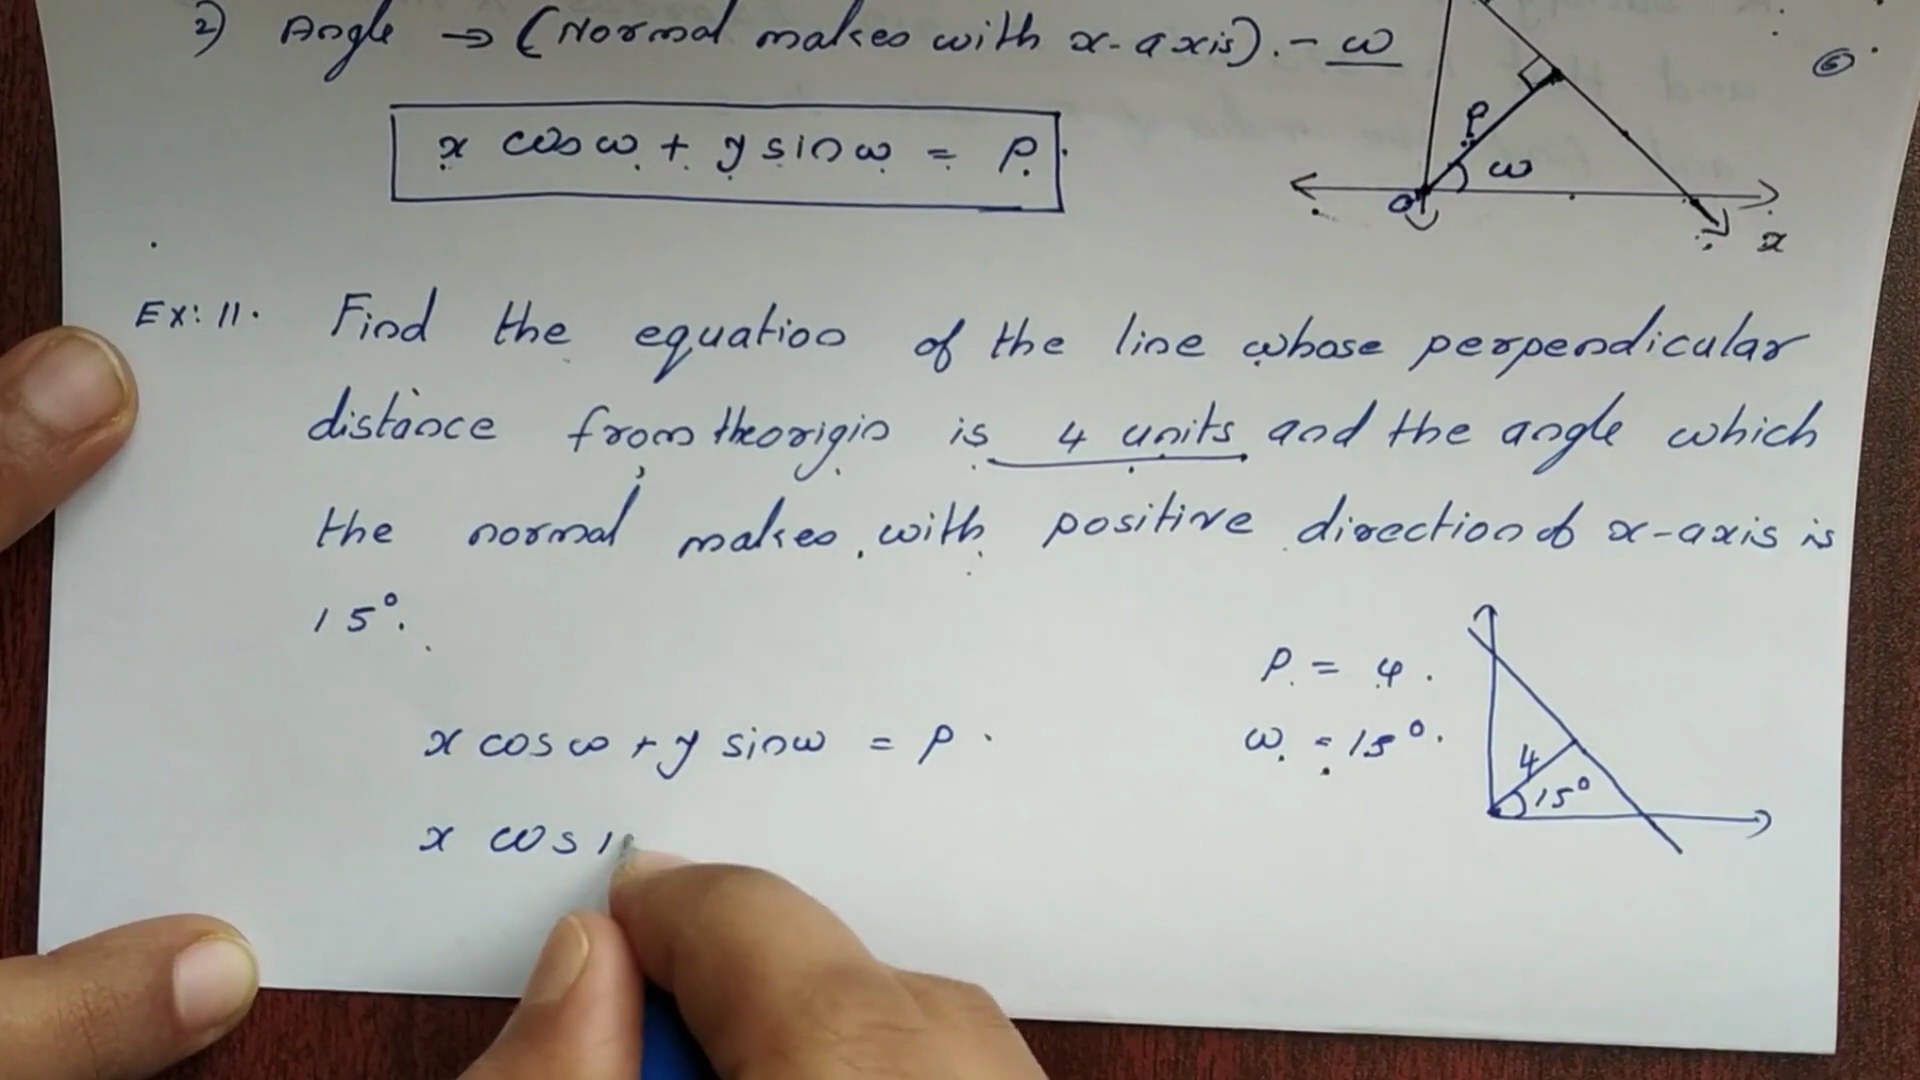 2) Angle → (Normal makes with x-axis). - ω
6
x cos ω + y sin ω = P.
P
ω
O
x
Ex: 11. Find the equation of the line whose perpendicular
distance from the origin is 4 units and the angle which
the normal makes with positive direction of x-axis is
15°.
P = 4.
x cos ω + y sin ω = P.
ω = 15°.
4
15°
x cos 1